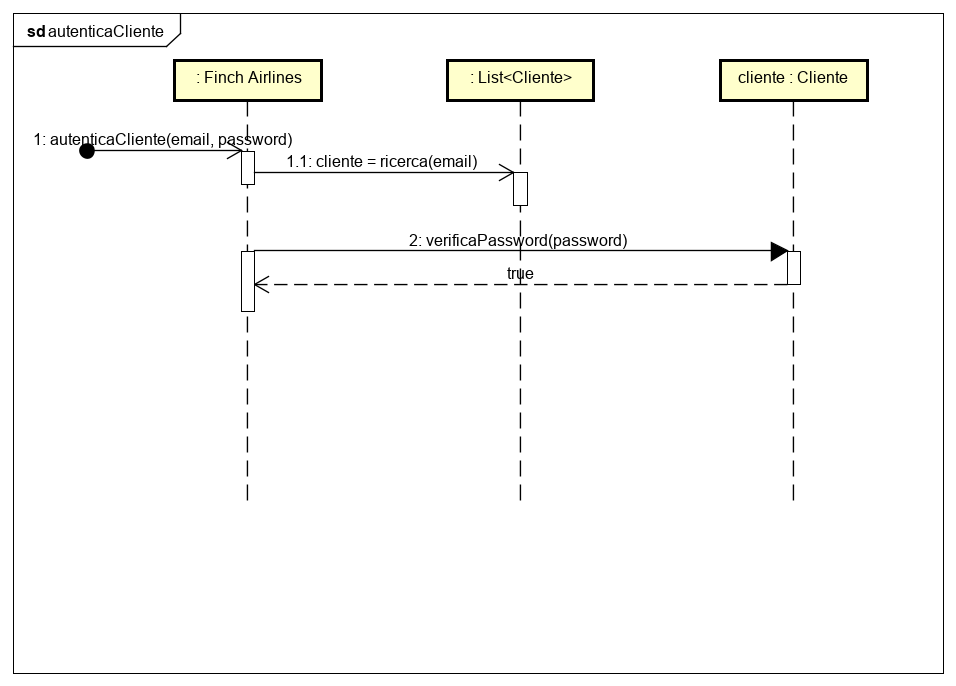 sd autenticaCliente
: Finch Airlines
: List<Cliente>
cliente : Cliente
1: autenticaCliente(email, password)
1.1: cliente = ricerca(email)
2: verificaPassword(password)
true